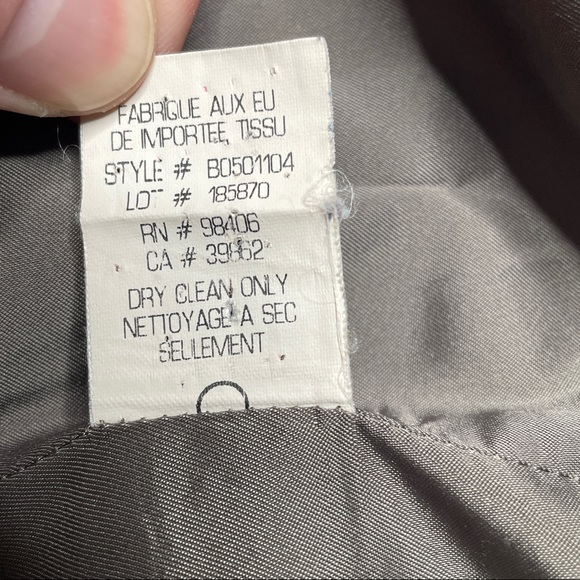 FABRIQUE AUX EU
DE IMPORTEE, TISSU
STYLE # B0501104
LOT # 185870
RN # 98406
CA # 39862
DRY CLEAN ONLY
NETTOYAGE A SEC
SEULEMENT